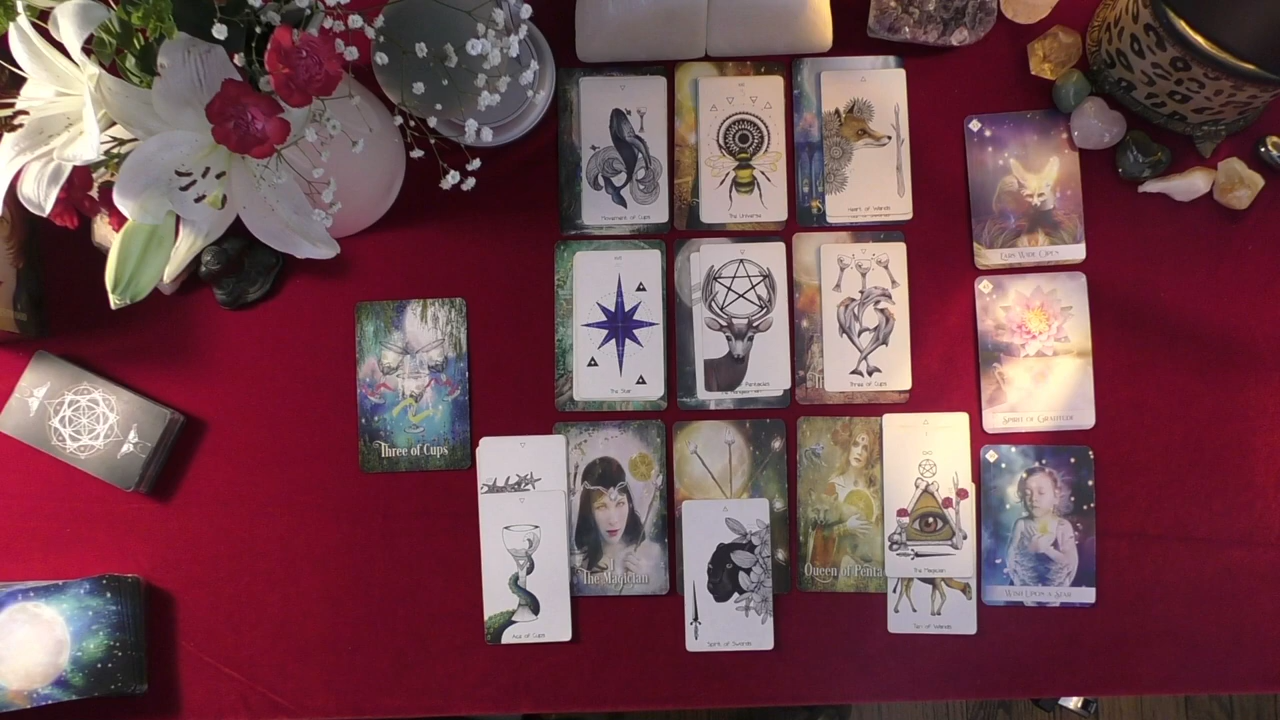 Movement of Cups
The Universe
Heart of Wands
Ears Wide Open
XVII
The Star
Pentacles
Three of Cups
Spirit of Gratitude
Three of Cups
I
The Magician
Queen of Penta
I
The Magician
Ten of Wands
Wish Upon a Star
Ace of Cups
Spirit of Swords